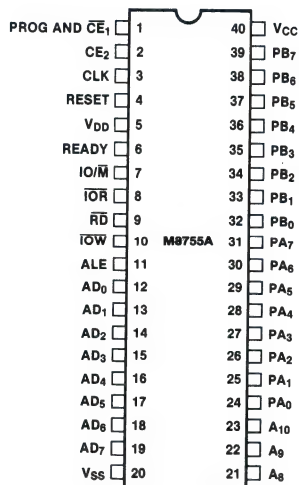 PROG AND C̅E̅₁ 1 40 VCC
CE₂ 2 39 PB₇
CLK 3 38 PB₆
RESET 4 37 PB₅
VDD 5 36 PB₄
READY 6 35 PB₃
IO/M̅ 7 34 PB₂
I̅O̅R̅ 8 33 PB₁
R̅D̅ 9 32 PB₀
I̅O̅W̅ 10 M8755A 31 PA₇
ALE 11 30 PA₆
AD₀ 12 29 PA₅
AD₁ 13 28 PA₄
AD₂ 14 27 PA₃
AD₃ 15 26 PA₂
AD₄ 16 25 PA₁
AD₅ 17 24 PA₀
AD₆ 18 23 A₁₀
AD₇ 19 22 A₉
VSS 20 21 A₈